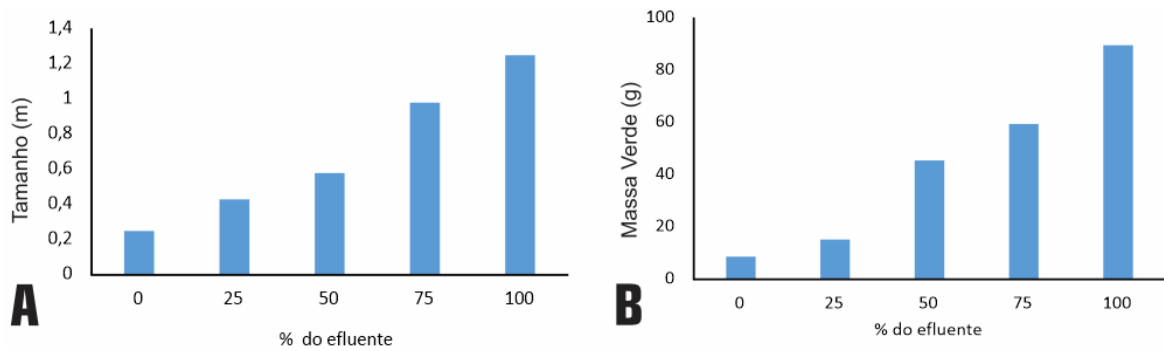 1,4
1,2
1
0,8
0,6
0,4
0,2
0
Tamanho (m)
0 25 50 75 100
% do efluente
A
100
80
60
40
20
0
Massa Verde (g)
0 25 50 75 100
% do efluente
B